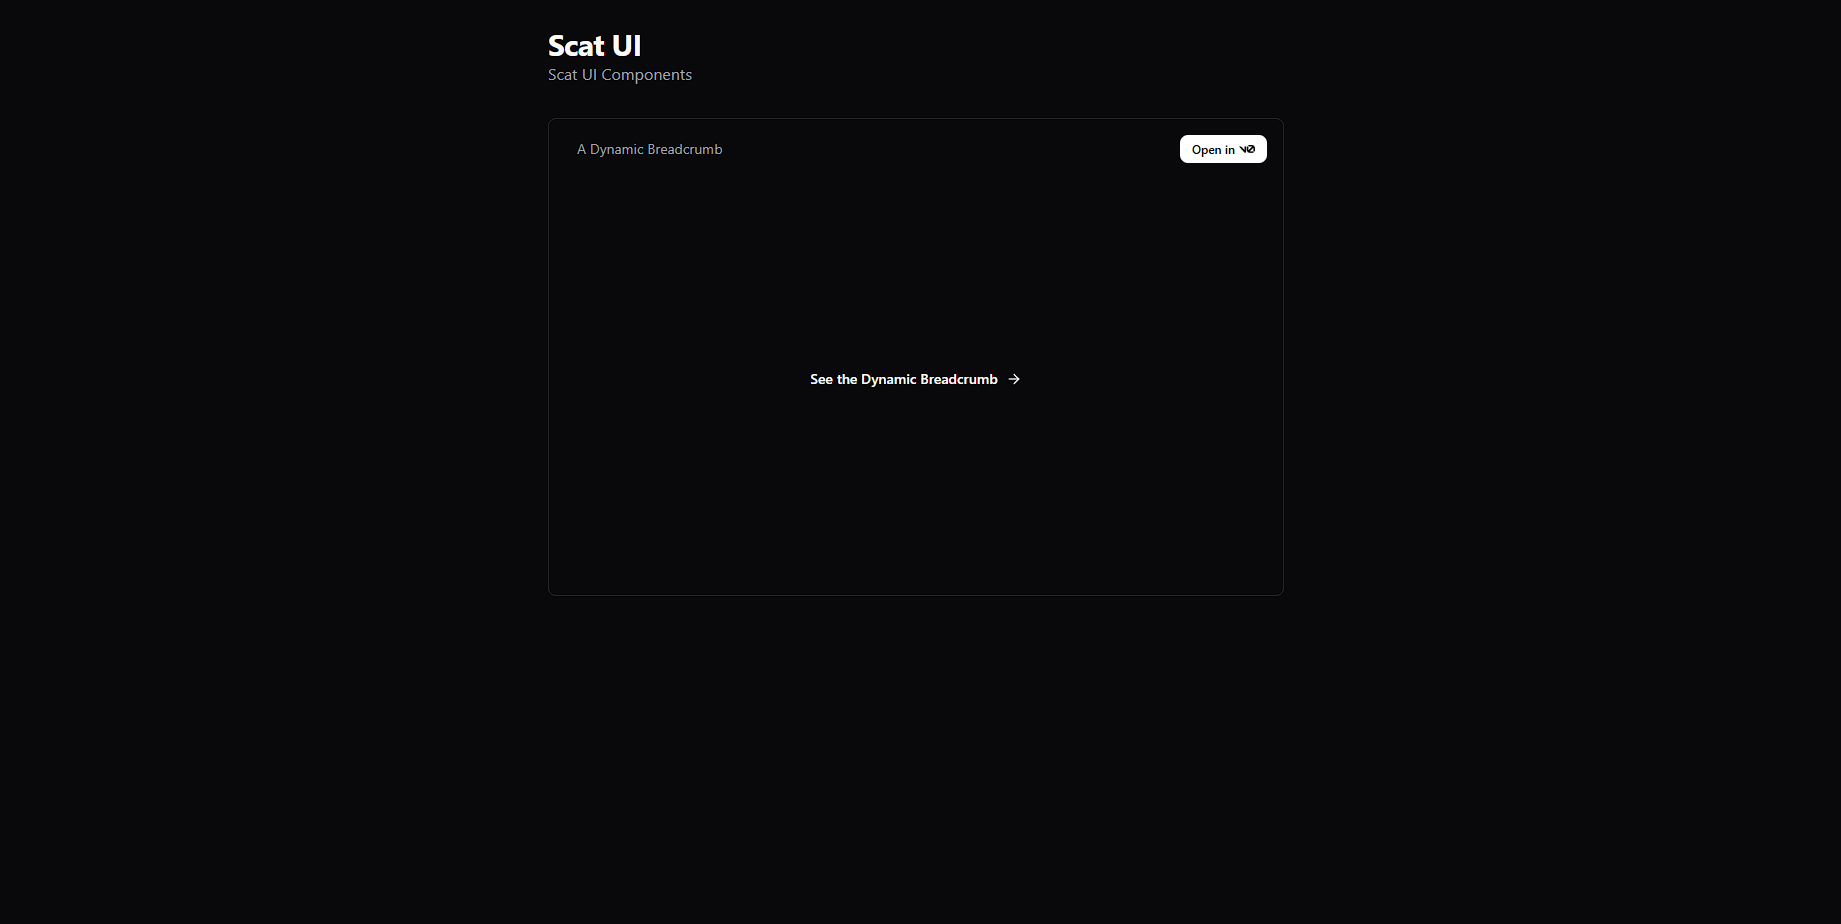 Scat UI
Scat UI Components
A Dynamic Breadcrumb
Open in v0
See the Dynamic Breadcrumb